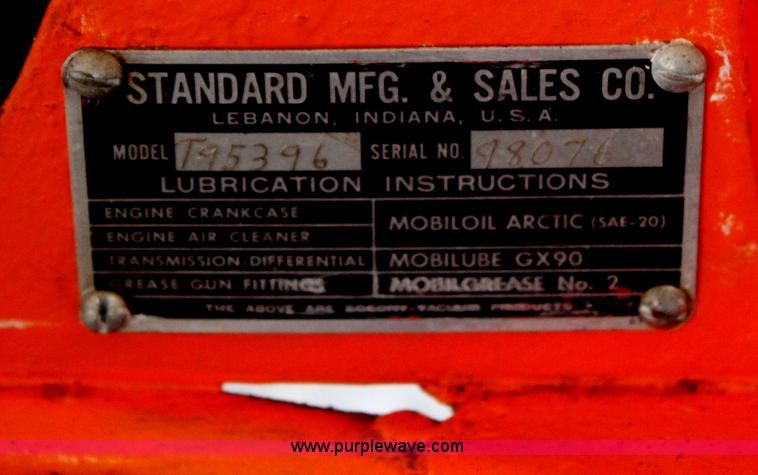 STANDARD MFG. & SALES CO.
LEBANON, INDIANA, U.S.A.
MODEL T95396 SERIAL NO. 98076
LUBRICATION INSTRUCTIONS
ENGINE CRANKCASE
ENGINE AIR CLEANER
MOBILOIL ARCTIC (SAE-20)
TRANSMISSION-DIFFERENTIAL MOBILUBE GX90
GREASE GUN FITTINGS MOBILGREASE No. 2
THE ABOVE ARE SOCONY-VACUUM PRODUCTS
www.purplewave.com